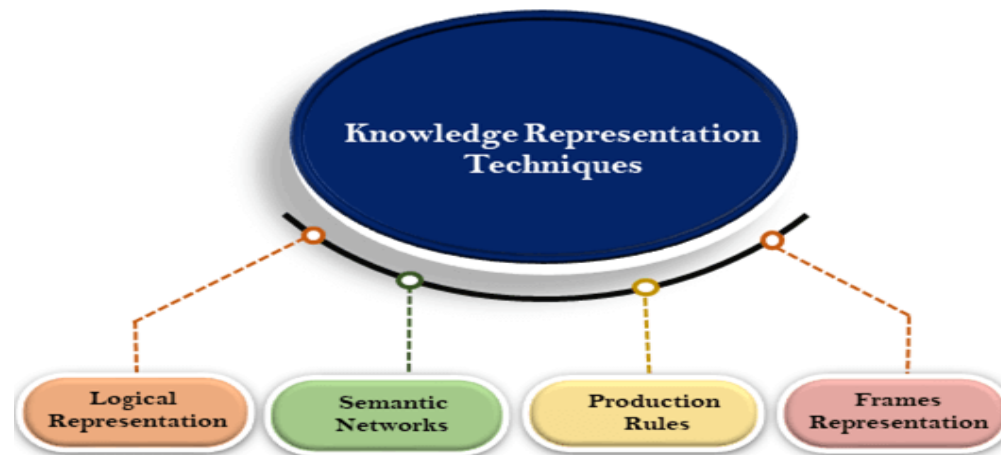 Knowledge Representation
Techniques
Logical
Representation
Semantic
Networks
Production
Rules
Frames
Representation